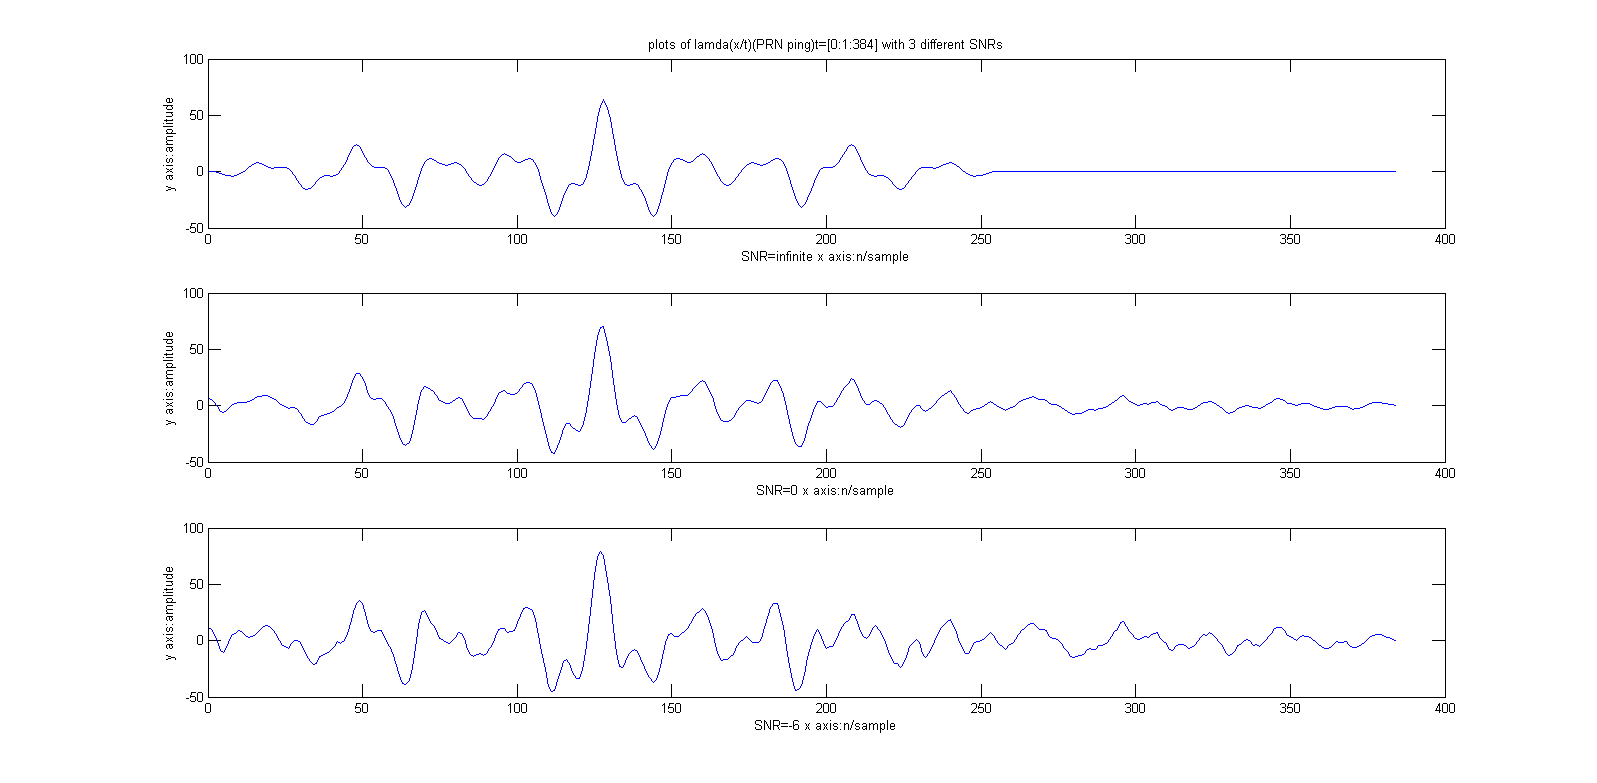 plots of lamda(x/t)(PRN ping)t=[0:1:384] with 3 different SNRs
100
50
0
-50
y axis:amplitude
0 50 100 150 200 250 300 350 400
SNR=infinite x axis:n/sample
100
50
0
-50
y axis:amplitude
0 50 100 150 200 250 300 350 400
SNR=0 x axis:n/sample
100
50
0
-50
y axis:amplitude
0 50 100 150 200 250 300 350 400
SNR=-6 x axis:n/sample